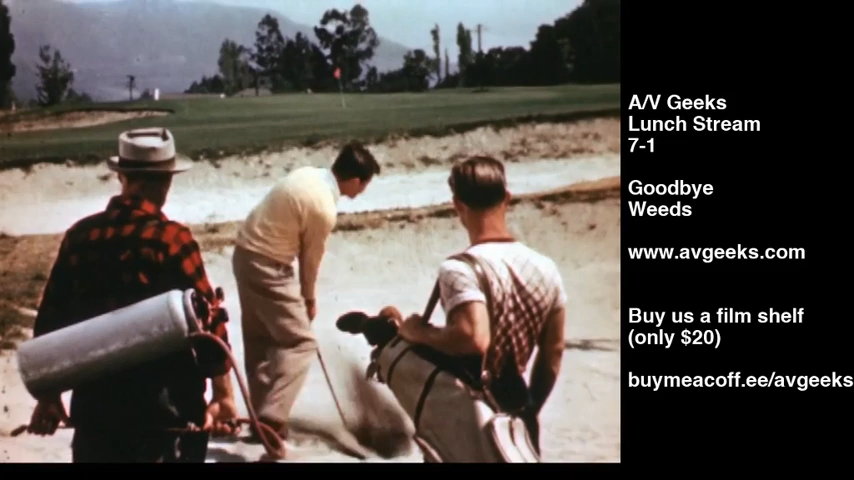 A/V Geeks
Lunch Stream
7-1
Goodbye
Weeds
www.avgeeks.com
Buy us a film shelf
(only $20)
buymeacoff.ee/avgeeks